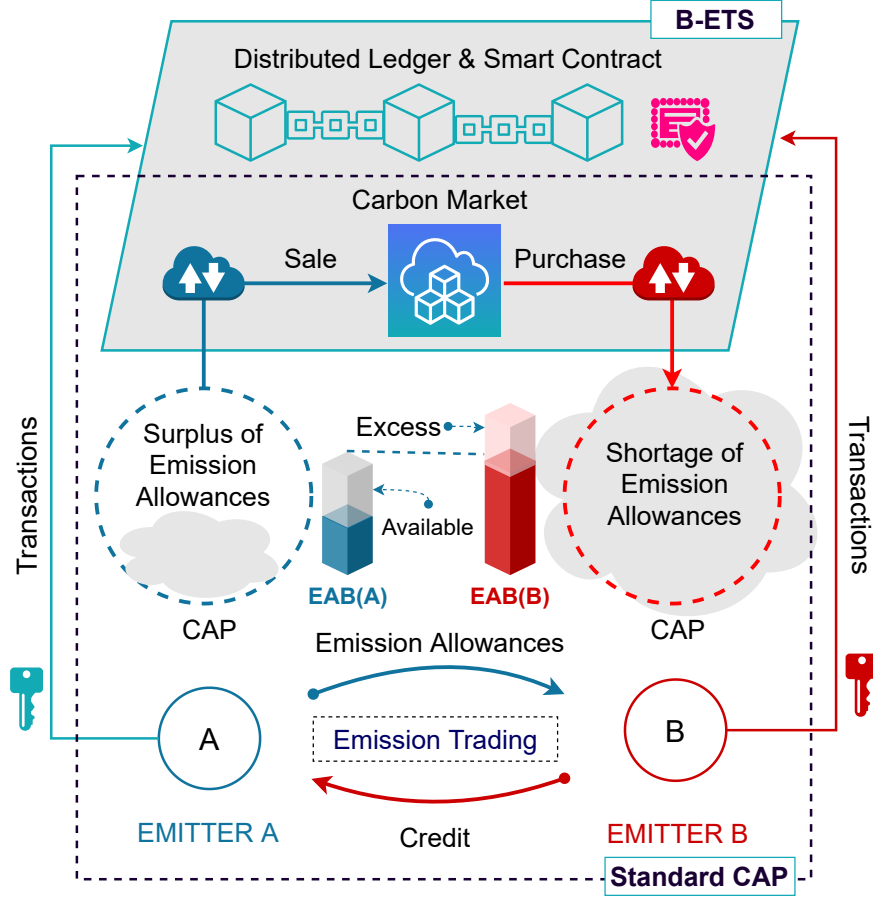 B-ETS
Distributed Ledger & Smart Contract
Carbon Market
Sale
Purchase
Transactions
Surplus of
Emission
Allowances
Excess
Available
Shortage of
Emission
Allowances
Transactions
EAB(A)
EAB(B)
CAP
CAP
Emission Allowances
A
B
Emission Trading
Credit
EMITTER A
EMITTER B
Standard CAP